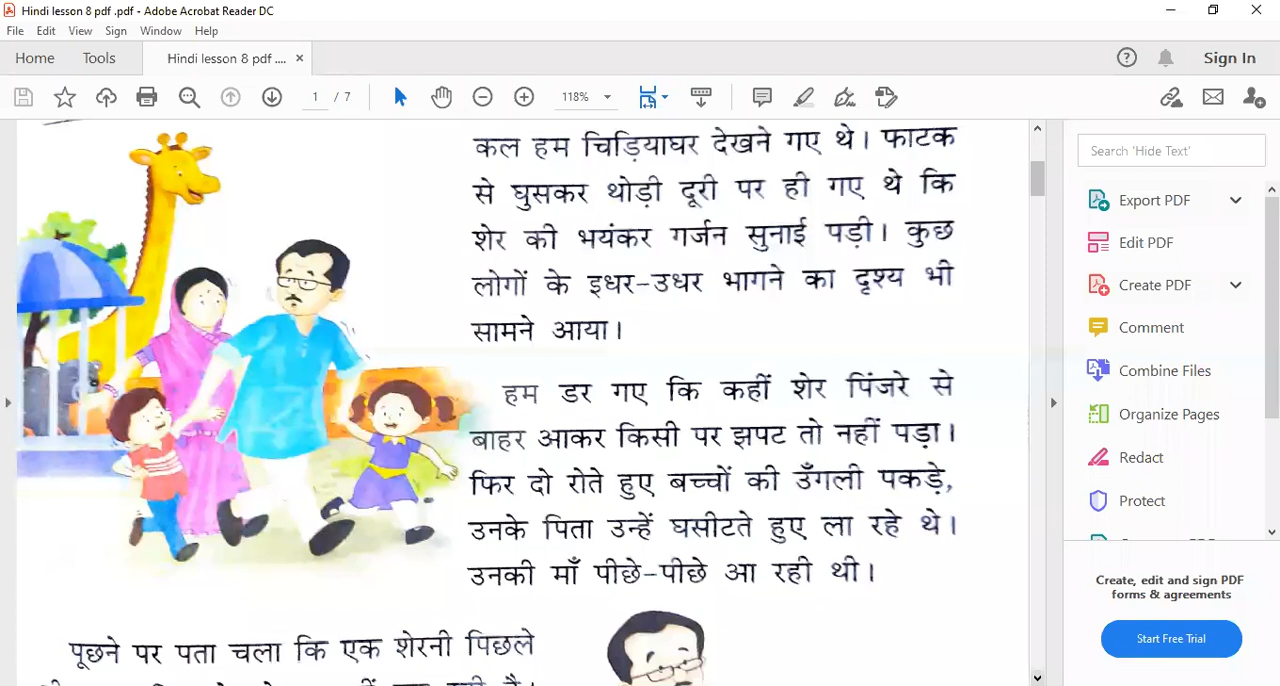 Hindi lesson 8 pdf .pdf - Adobe Acrobat Reader DC
File Edit View Sign Window Help
Home Tools Hindi lesson 8 pdf .... × Sign In
1 / 7 118%
कल हम चिड़ियाघर देखने गए थे। फाटक
से घुसकर थोड़ी दूरी पर ही गए थे कि
शेर की भयंकर गर्जन सुनाई पड़ी। कुछ
लोगों के इधर-उधर भागने का दृश्य भी
सामने आया।
हम डर गए कि कहीं शेर पिंजरे से
बाहर आकर किसी पर झपट तो नहीं पड़ा।
फिर दो रोते हुए बच्चों की उँगली पकड़े,
उनके पिता उन्हें घसीटते हुए ला रहे थे।
उनकी माँ पीछे-पीछे आ रही थी।
पूछने पर पता चला कि एक शेरनी पिछले
Search 'Hide Text'
Export PDF
Edit PDF
Create PDF
Comment
Combine Files
Organize Pages
Redact
Protect
Create, edit and sign PDF
forms & agreements
Start Free Trial